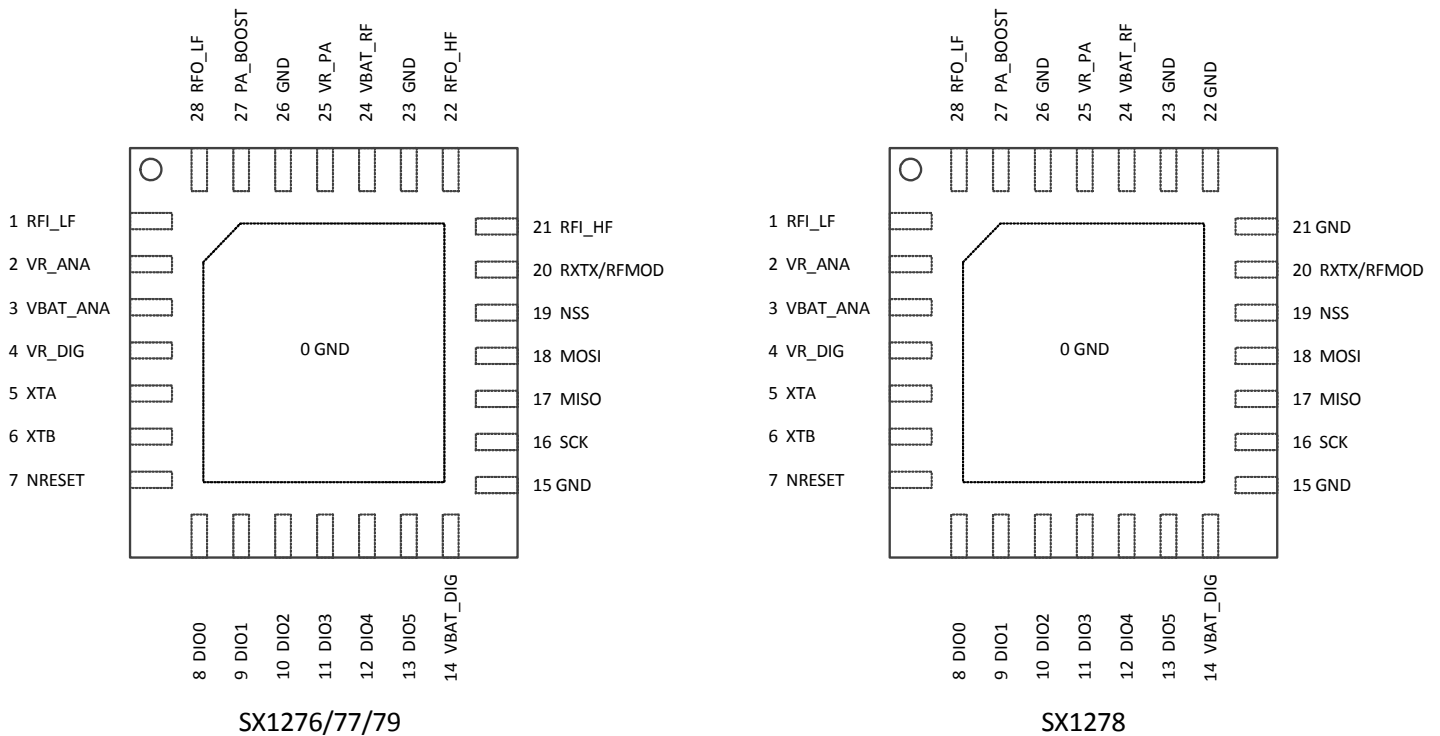 28 RFO_LF
27 PA_BOOST
26 GND
25 VR_PA
24 VBAT_RF
23 GND
22 RFO_HF
1 RFI_LF
2 VR_ANA
3 VBAT_ANA
4 VR_DIG
5 XTA
6 XTB
7 NRESET
0 GND
21 RFI_HF
20 RXTX/RFMOD
19 NSS
18 MOSI
17 MISO
16 SCK
15 GND
8 DIO0
9 DIO1
10 DIO2
11 DIO3
12 DIO4
13 DIO5
14 VBAT_DIG
SX1276/77/79
28 RFO_LF
27 PA_BOOST
26 GND
25 VR_PA
24 VBAT_RF
23 GND
22 GND
1 RFI_LF
2 VR_ANA
3 VBAT_ANA
4 VR_DIG
5 XTA
6 XTB
7 NRESET
0 GND
21 GND
20 RXTX/RFMOD
19 NSS
18 MOSI
17 MISO
16 SCK
15 GND
8 DIO0
9 DIO1
10 DIO2
11 DIO3
12 DIO4
13 DIO5
14 VBAT_DIG
SX1278